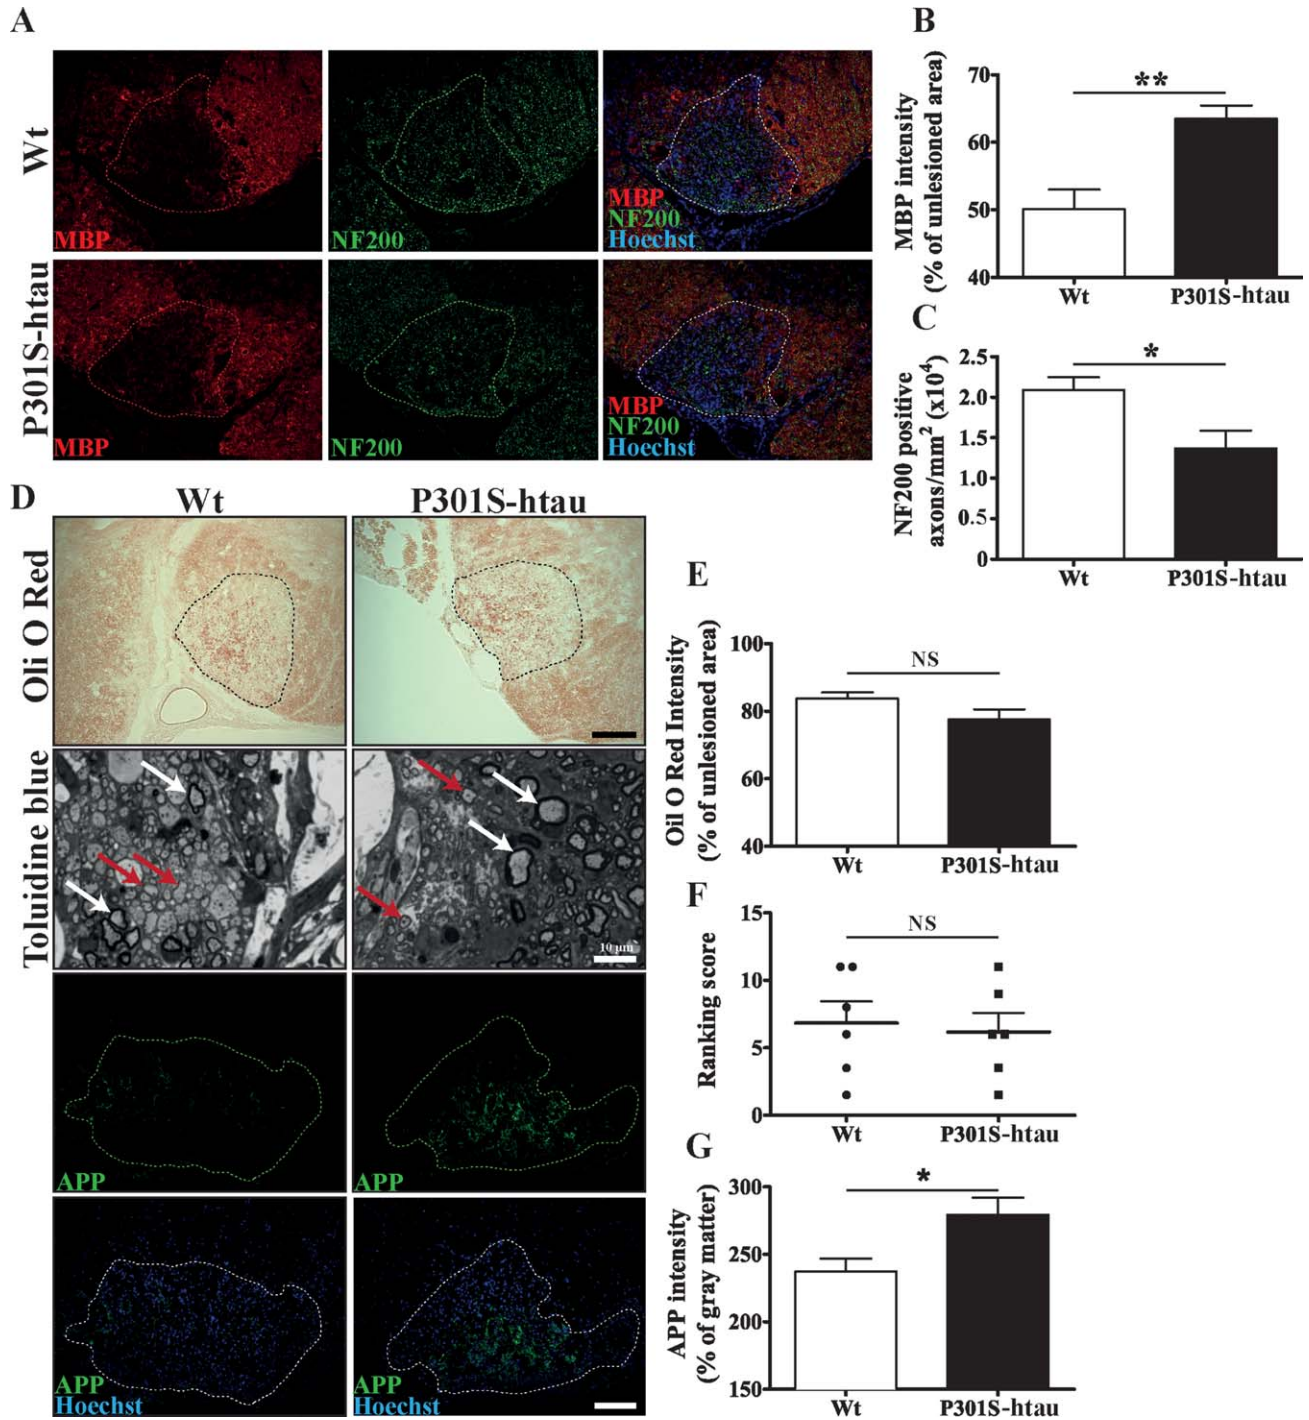 A
Wt
MBP
NF200
MBP
NF200
Hoechst
P301S-htau
MBP
NF200
MBP
NF200
Hoechst
B
MBP intensity
(% of unlesioned area)
70
60
50
40
**
Wt
P301S-htau
C
NF200 positive
axons/mm² (x10⁴)
2.5
2.0
1.5
1.0
0.5
0
*
Wt
P301S-htau
D
Wt
P301S-htau
Oli O Red
Toluidine blue
10 μm
APP
APP
APP
Hoechst
APP
Hoechst
E
Oil O Red Intensity
(% of unlesioned area)
100
80
60
40
NS
Wt
P301S-htau
F
Ranking score
15
10
5
0
NS
Wt
P301S-htau
G
APP intensity
(% of gray matter)
300
250
200
150
*
Wt
P301S-htau